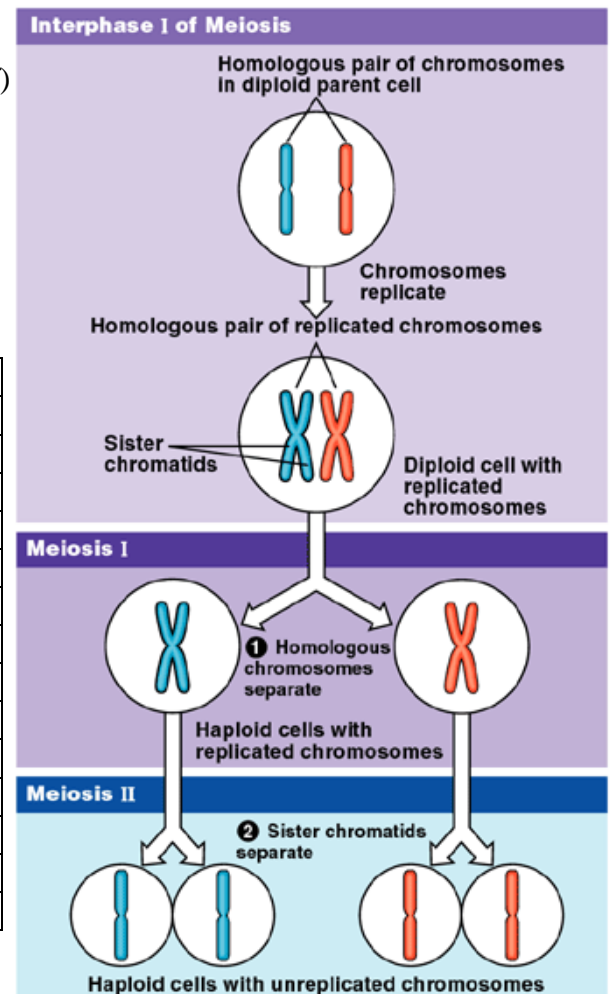 )
Interphase I of Meiosis
Homologous pair of chromosomes
in diploid parent cell
Chromosomes
replicate
Homologous pair of replicated chromosomes
Sister
chromatids
Diploid cell with
replicated
chromosomes
Meiosis I
1 Homologous
chromosomes
separate
Haploid cells with
replicated chromosomes
Meiosis II
2 Sister chromatids
separate
Haploid cells with unreplicated chromosomes